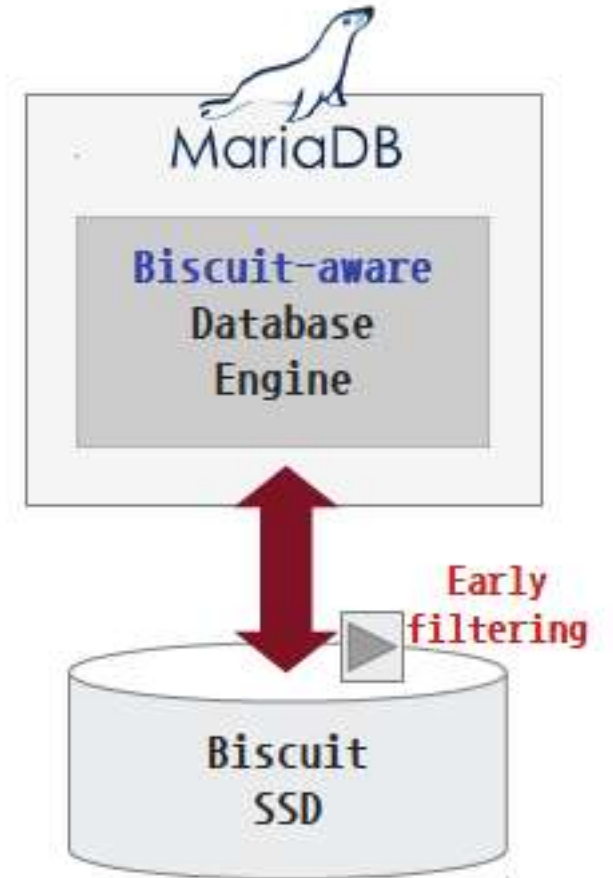 MariaDB
Biscuit-aware
Database
Engine
Early
filtering
Biscuit
SSD